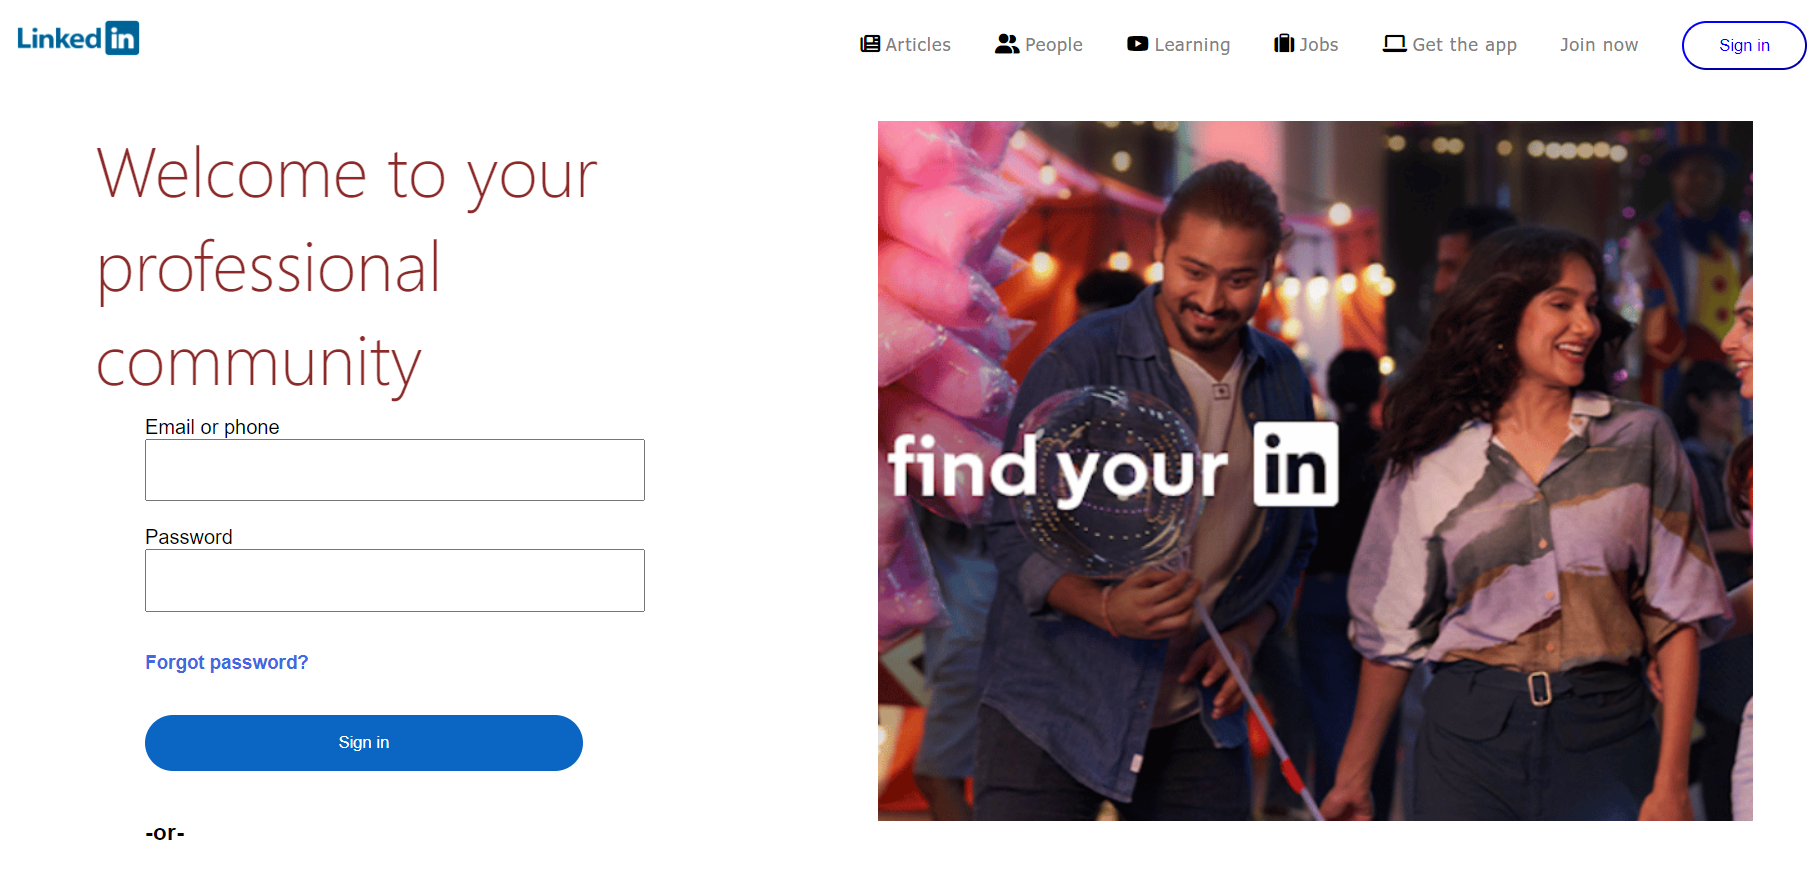 Linked in
Articles People Learning Jobs Get the app Join now Sign in
Welcome to your
professional
community
Email or phone
Password
Forgot password?
Sign in
-or-
find your in